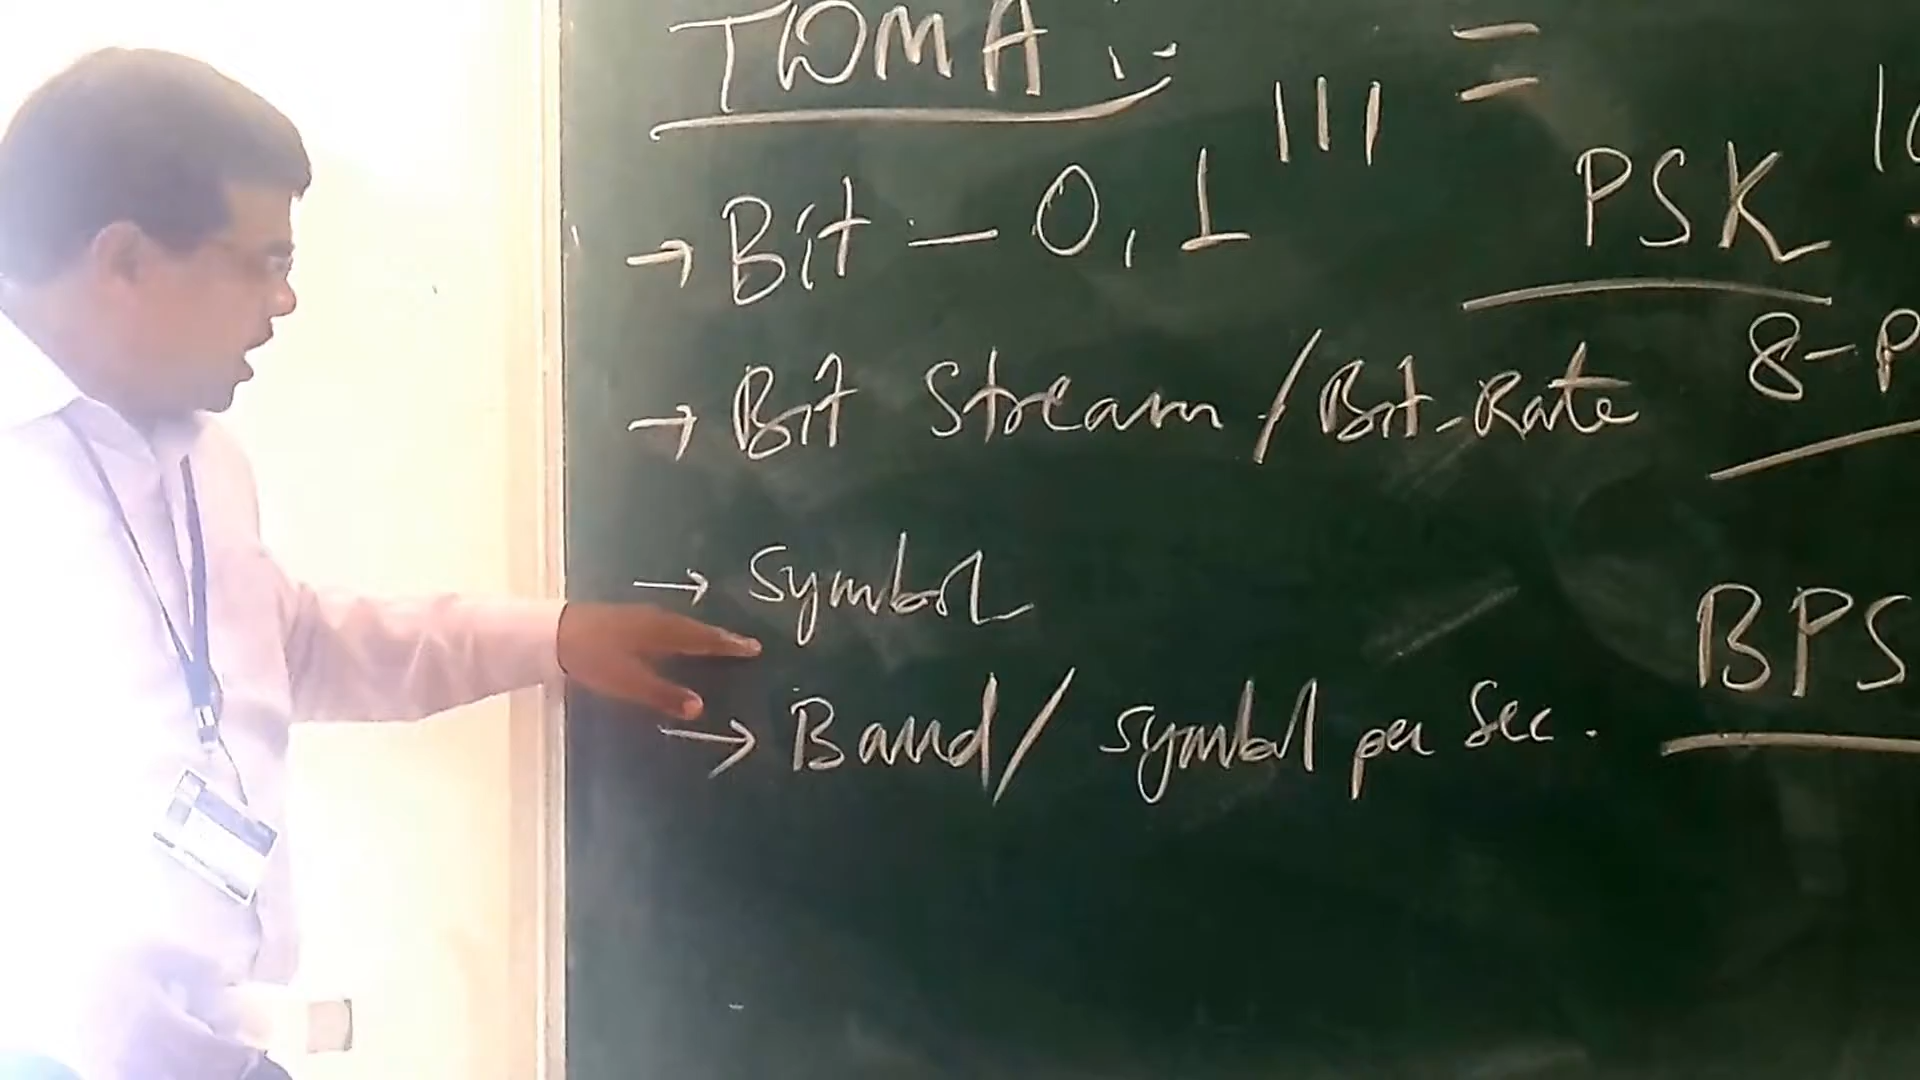 TDMA :-
→ Bit - 0, 1
111
=
PSK
→ Bit Stream / Bit-Rate
8-P
→ Symbol
BPS
→ Baud / Symbol per Sec.